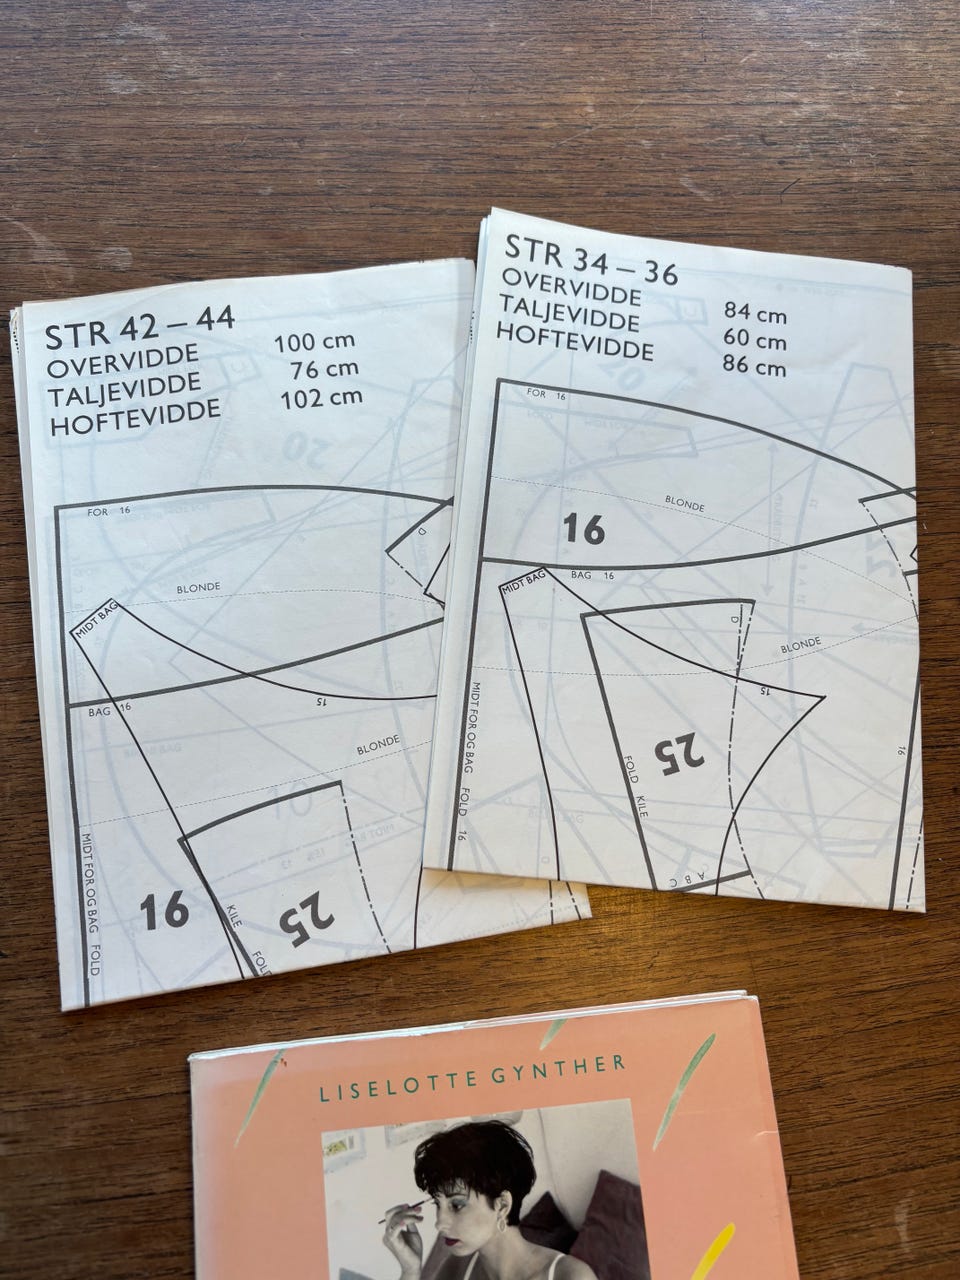 STR 42 – 44
OVERVIDDE 100 cm
TALJEVIDDE 76 cm
HOFTEVIDDE 102 cm
FOR 16
D
BLONDE
MIDT BAG
BAG 16
15
BLONDE
MIDT FOR OG BAG FOLD
16
KILE FOLD
25
STR 34 – 36
OVERVIDDE 84 cm
TALJEVIDDE 60 cm
HOFTEVIDDE 86 cm
FOR 16
BLONDE
16
MIDT BAG
BAG 16
D
BLONDE
15
MIDT FOR OG BAG FOLD 16
25
FOLD KILE
16
A B C
LISELOTTE GYNTHER